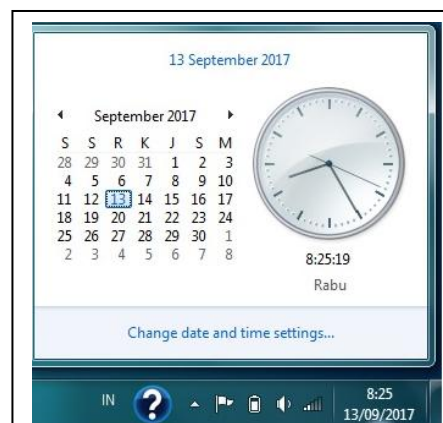 13 September 2017
September 2017
S S R K J S M
28 29 30 31 1 2 3
4 5 6 7 8 9 10
11 12 13 14 15 16 17
18 19 20 21 22 23 24
25 26 27 28 29 30 1
2 3 4 5 6 7 8
8:25:19
Rabu
Change date and time settings...
IN ? 8:25
13/09/2017